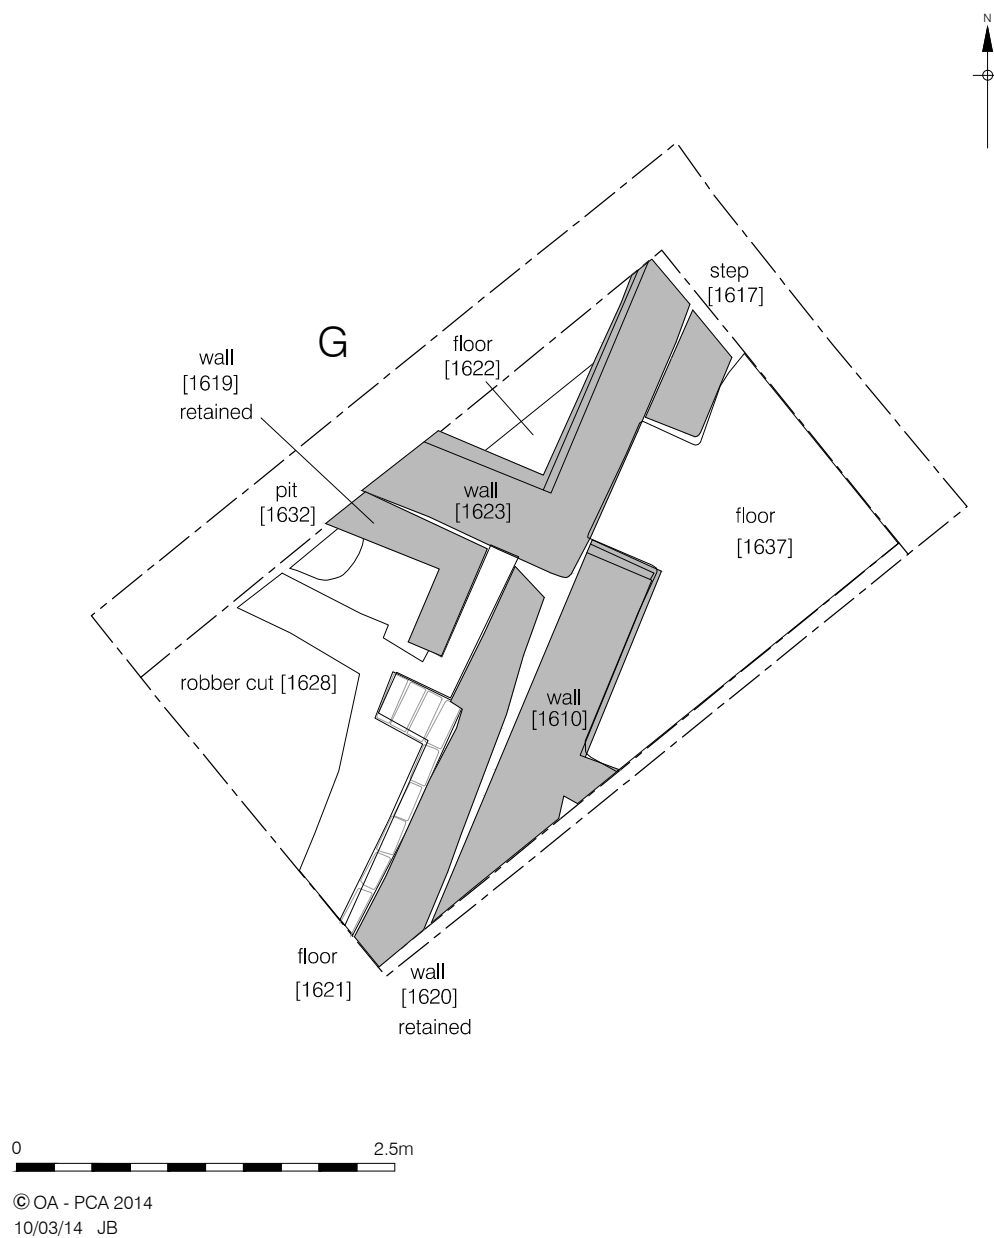 N
step
[1617]
G
floor
[1622]
wall
[1619]
retained
pit
[1632]
wall
[1623]
floor
[1637]
robber cut [1628]
wall
[1610]
floor
[1621]
wall
[1620]
retained
0 2.5m
© OA - PCA 2014
10/03/14 JB